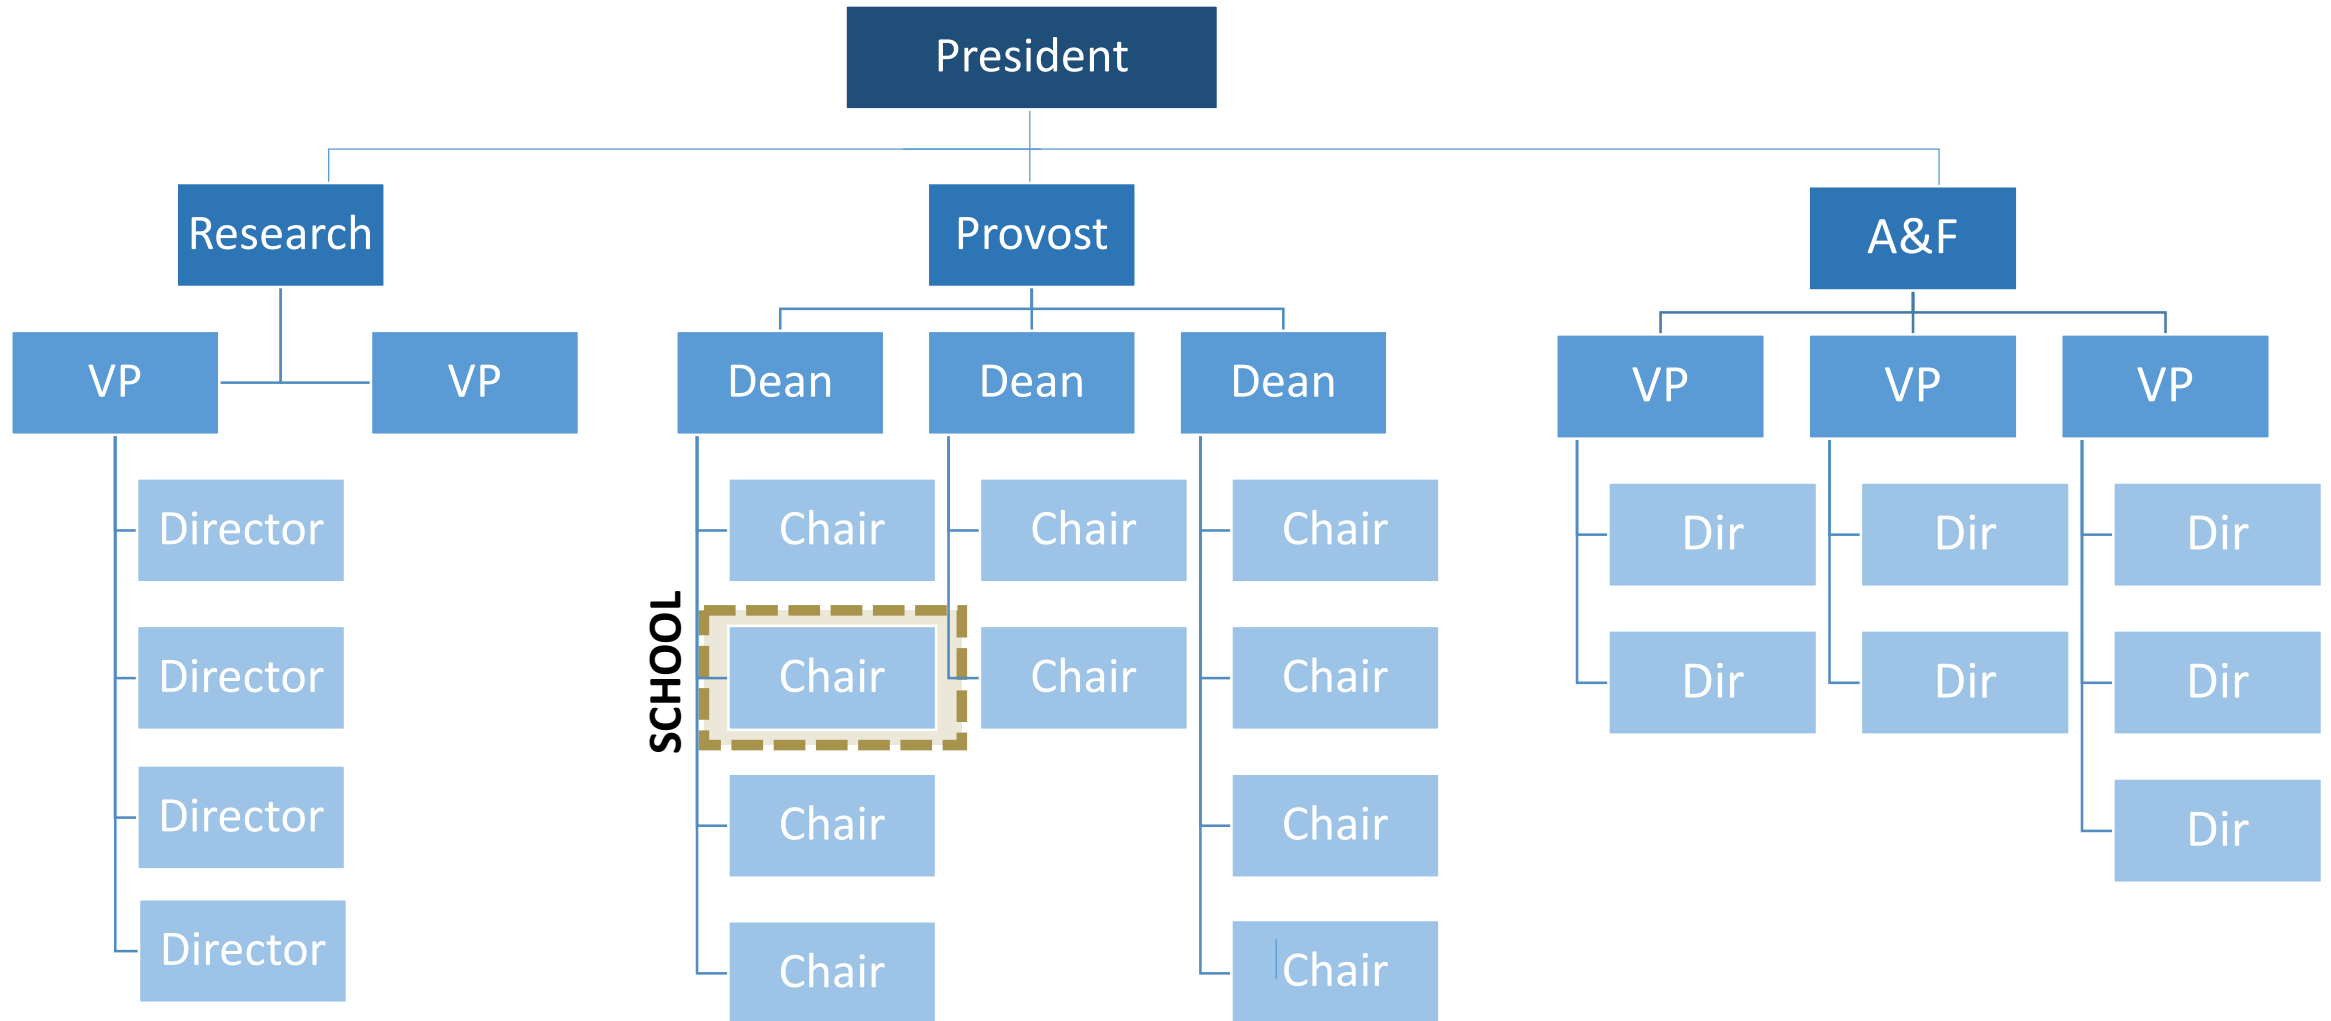 President
Research
Provost
A&F
VP
VP
Dean
Dean
Dean
VP
VP
VP
Director
Director
Director
Director
SCHOOL
Chair
Chair
Chair
Chair
Chair
Chair
Chair
Chair
Chair
Chair
Dir
Dir
Dir
Dir
Dir
Dir
Dir